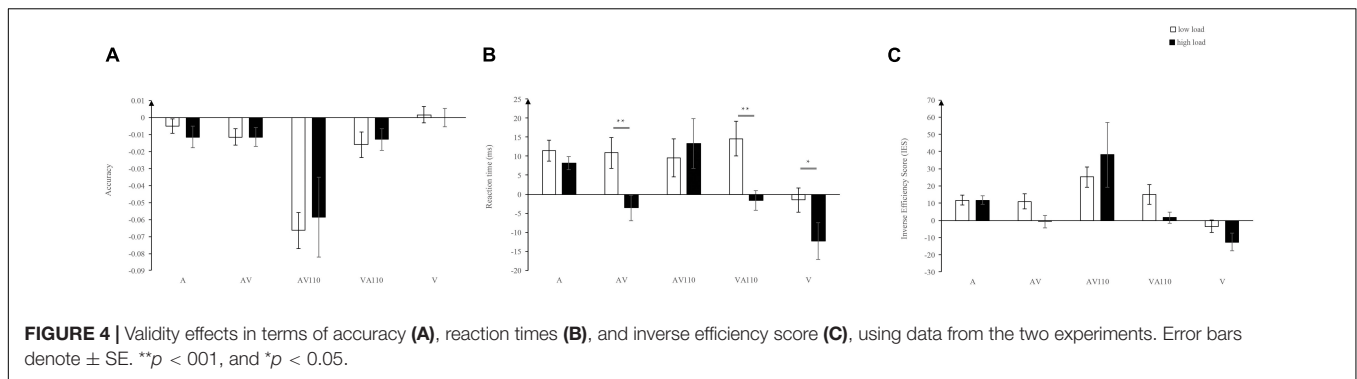 low load
high load
A
B
C
0.01
0
-0.01
-0.02
-0.03
-0.04
-0.05
-0.06
-0.07
-0.08
-0.09
Accuracy
A AV AV110 VA110 V
25
20
15
10
5
0
-5
-10
-15
-20
Reaction time (ms)
**
**
*
A AV AV110 VA110 V
70
60
50
40
30
20
10
0
-10
-20
-30
Inverse Efficiency Score (IES)
A AV AV110 VA110 V
FIGURE 4 | Validity effects in terms of accuracy (A), reaction times (B), and inverse efficiency score (C), using data from the two experiments. Error bars
denote ± SE. **p < 001, and *p < 0.05.